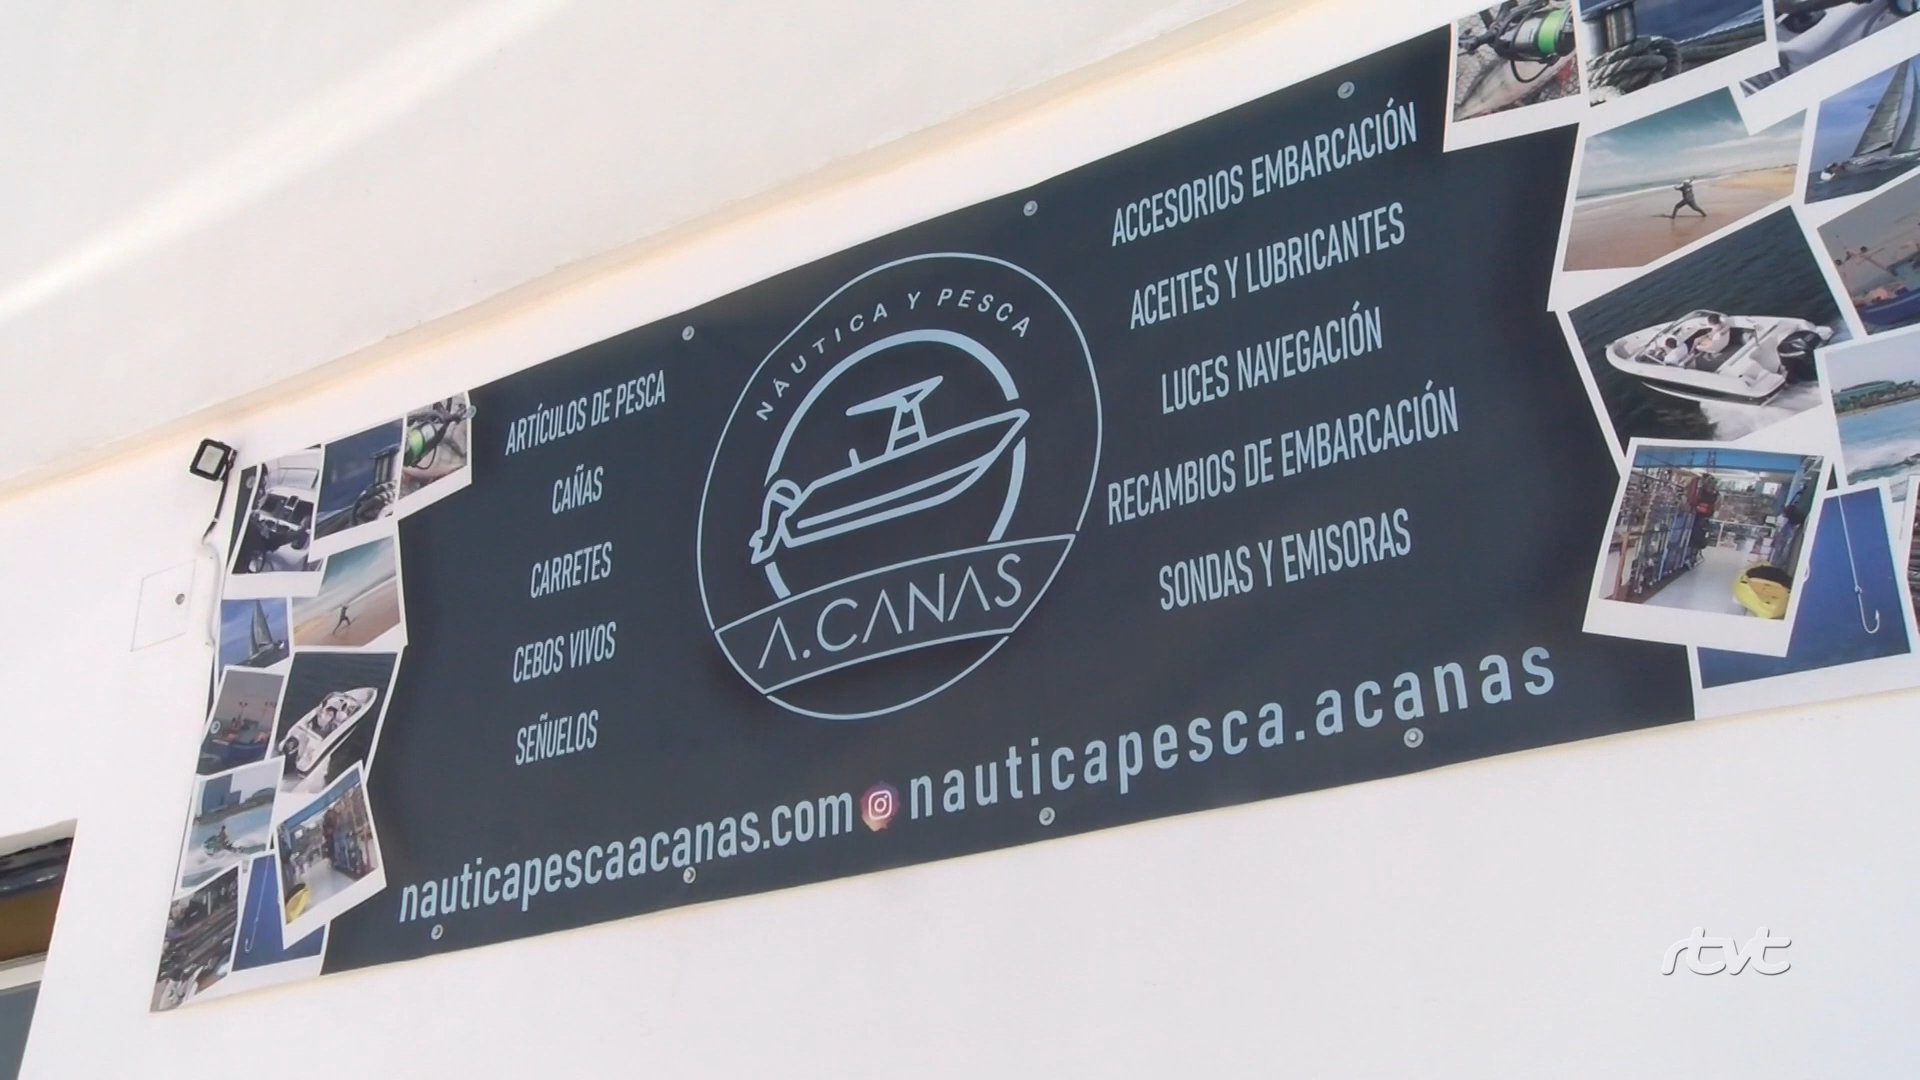 ARTÍCULOS DE PESCA
CAÑAS
CARRETES
CEBOS VIVOS
SEÑUELOS
NÁUTICA Y PESCA
A.CANAS
ACCESORIOS EMBARCACIÓN
ACEITES Y LUBRICANTES
LUCES NAVEGACIÓN
RECAMBIOS DE EMBARCACIÓN
SONDAS Y EMISORAS
nauticapescaacanas.com nauticapesca.acanas
rtvt